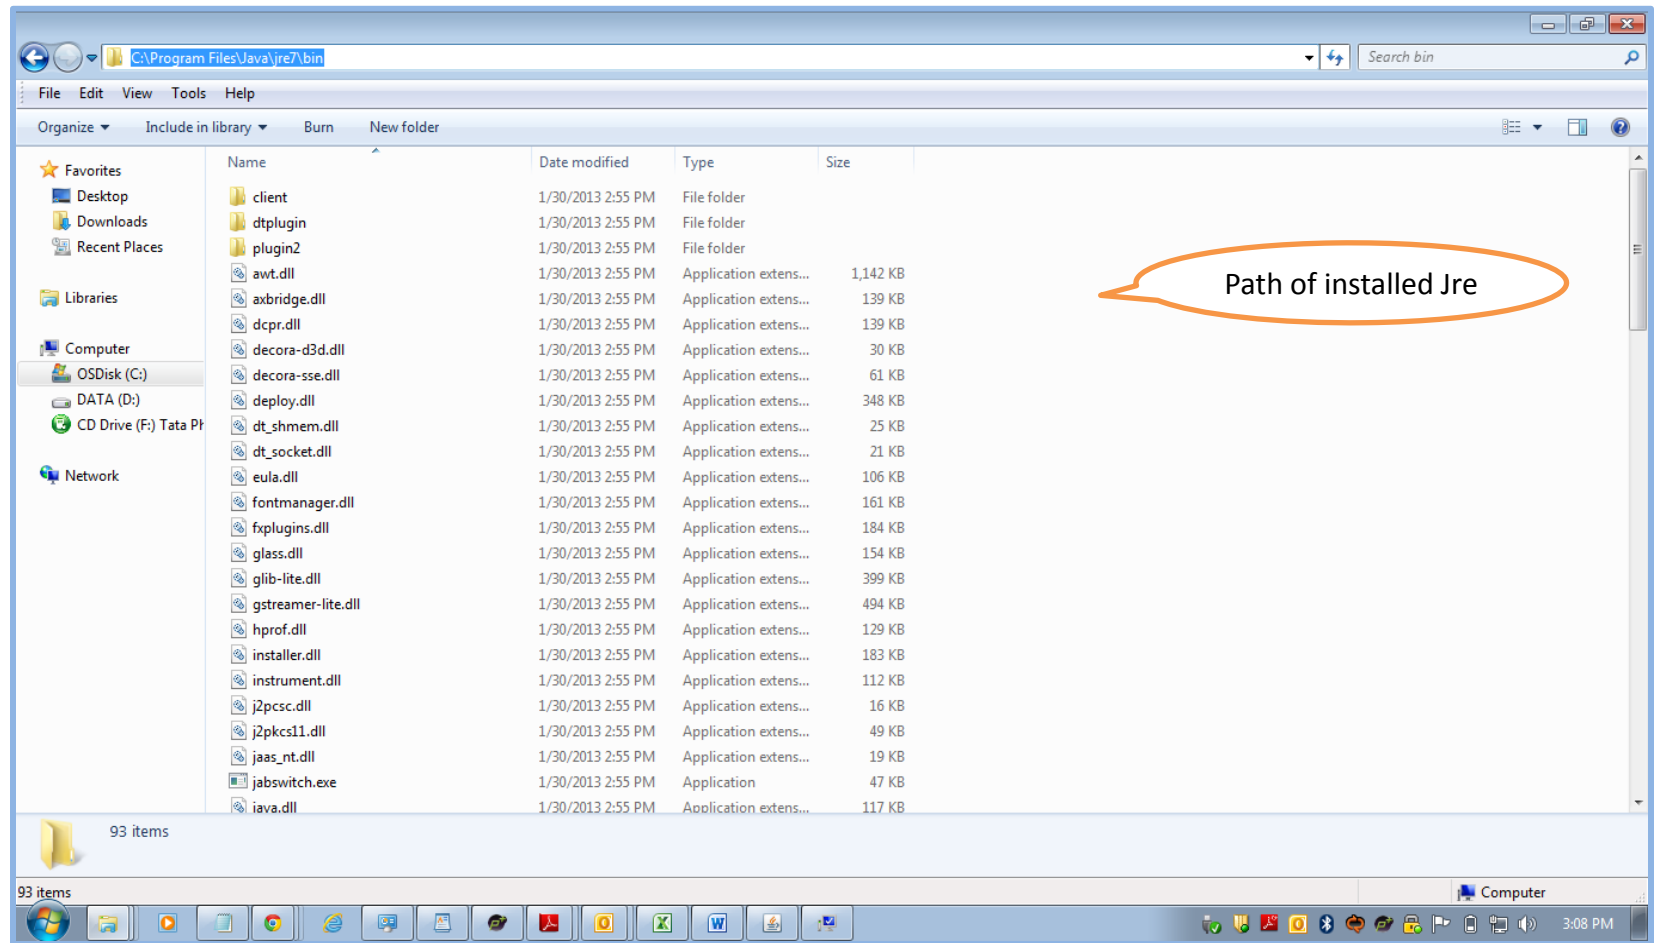 C:\Program Files\Java\jre7\bin
Search bin
File Edit View Tools Help
Organize Include in library Burn New folder
Favorites
Desktop
Downloads
Recent Places
Libraries
Computer
OSDisk (C:)
DATA (D:)
CD Drive (F:) Tata Ph
Network
Name Date modified Type Size
client 1/30/2013 2:55 PM File folder
dtplugin 1/30/2013 2:55 PM File folder
plugin2 1/30/2013 2:55 PM File folder
awt.dll 1/30/2013 2:55 PM Application extens... 1,142 KB
axbridge.dll 1/30/2013 2:55 PM Application extens... 139 KB
dcpr.dll 1/30/2013 2:55 PM Application extens... 139 KB
decora-d3d.dll 1/30/2013 2:55 PM Application extens... 30 KB
decora-sse.dll 1/30/2013 2:55 PM Application extens... 61 KB
deploy.dll 1/30/2013 2:55 PM Application extens... 348 KB
dt_shmem.dll 1/30/2013 2:55 PM Application extens... 25 KB
dt_socket.dll 1/30/2013 2:55 PM Application extens... 21 KB
eula.dll 1/30/2013 2:55 PM Application extens... 106 KB
fontmanager.dll 1/30/2013 2:55 PM Application extens... 161 KB
fxplugins.dll 1/30/2013 2:55 PM Application extens... 184 KB
glass.dll 1/30/2013 2:55 PM Application extens... 154 KB
glib-lite.dll 1/30/2013 2:55 PM Application extens... 399 KB
gstreamer-lite.dll 1/30/2013 2:55 PM Application extens... 494 KB
hprof.dll 1/30/2013 2:55 PM Application extens... 129 KB
installer.dll 1/30/2013 2:55 PM Application extens... 183 KB
instrument.dll 1/30/2013 2:55 PM Application extens... 112 KB
j2pcsc.dll 1/30/2013 2:55 PM Application extens... 16 KB
j2pkcs11.dll 1/30/2013 2:55 PM Application extens... 49 KB
jaas_nt.dll 1/30/2013 2:55 PM Application extens... 19 KB
jabswitch.exe 1/30/2013 2:55 PM Application 47 KB
java.dll 1/30/2013 2:55 PM Application extens... 117 KB
Path of installed Jre
93 items
93 items
Computer
3:08 PM